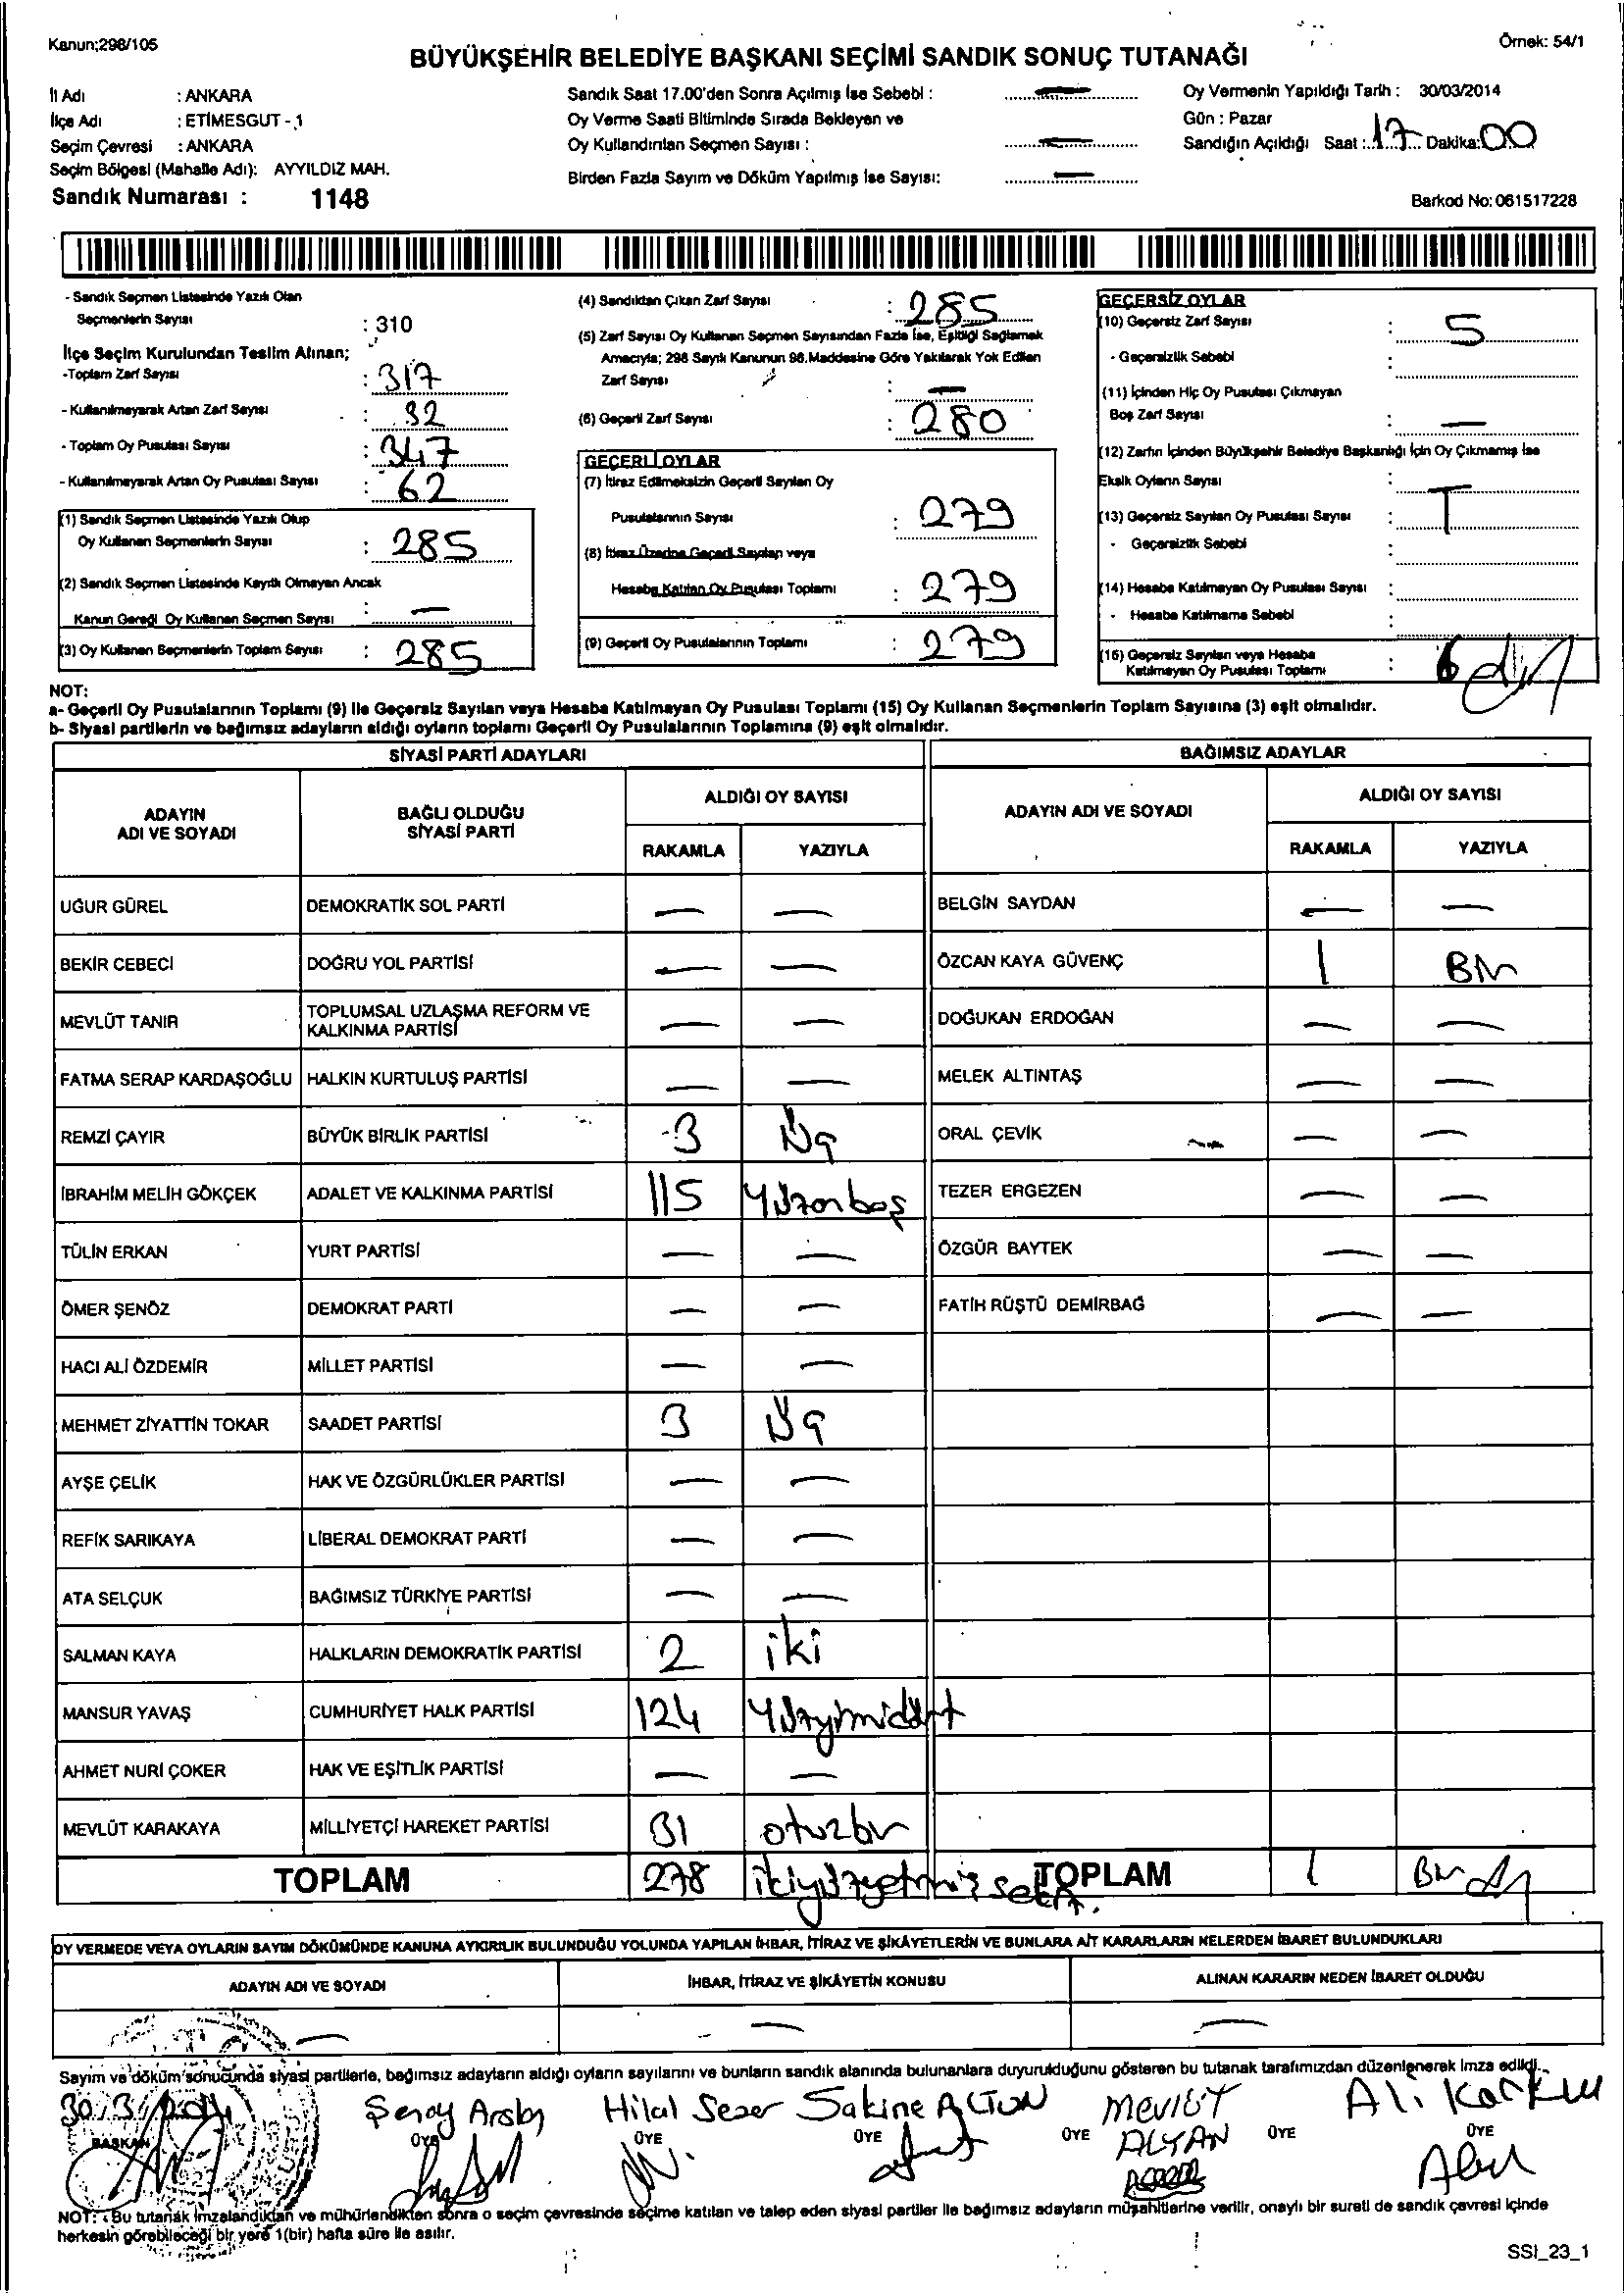 Kanun;298/105
Örnek: 54/1
BÜYÜKŞEHİR BELEDİYE BAŞKANI SEÇİMİ SANDIK SONUÇ TUTANAĞI
İl Adı : ANKARA
İlçe Adı : ETİMESGUT - 1
Seçim Çevresi : ANKARA
Seçim Bölgesi (Mahalle Adı): AYYILDIZ MAH.
Sandık Numarası : 1148
Sandık Saat 17.00'den Sonra Açılmış İse Sebebi : —
Oy Verme Saati Bitiminde Sırada Bekleyen ve
Oy Kullandırılan Seçmen Sayısı : —
Birden Fazla Sayım ve Döküm Yapılmış İse Sayısı: —
Oy Vermenin Yapıldığı Tarih : 30/03/2014
Gün : Pazar
Sandığın Açıldığı Saat : 17 Dakika: 00
Barkod No: 061517228
- Sandık Seçmen Listesinde Yazılı Olan
Seçmenlerin Sayısı : 310
İlçe Seçim Kurulundan Teslim Alınan;
-Toplam Zarf Sayısı : 317
- Kullanılmayarak Artan Zarf Sayısı : 32
- Toplam Oy Pusulası Sayısı : 347
- Kullanılmayarak Artan Oy Pusulası Sayısı : 62
(1) Sandık Seçmen Listesinde Yazılı Olup
Oy Kullanan Seçmenlerin Sayısı : 285
(2) Sandık Seçmen Listesinde Kayıtlı Olmayan Ancak
Kanun Gereği Oy Kullanan Seçmen Sayısı : —
(3) Oy Kullanan Seçmenlerin Toplam Sayısı : 285
(4) Sandıktan Çıkan Zarf Sayısı : 285
(5) Zarf Sayısı Oy Kullanan Seçmen Sayısından Fazla İse, Eşitliği Sağlamak
Amacıyla; 298 Sayılı Kanunun 98.Maddesine Göre Yakılarak Yok Edilen
Zarf Sayısı : —
(6) Geçerli Zarf Sayısı : 280
GEÇERLİ OYLAR
(7) İtiraz Edilmeksizin Geçerli Sayılan Oy
Pusulalarının Sayısı : 279
(8) İtiraz Üzerine Geçerli Sayılan veya
Hesaba Katılan Oy Pusulası Toplamı : 279
(9) Geçerli Oy Pusulalarının Toplamı : 279
GEÇERSİZ OYLAR
(10) Geçersiz Zarf Sayısı : 5
- Geçersizlik Sebebi :
(11) İçinden Hiç Oy Pusulası Çıkmayan
Boş Zarf Sayısı : —
(12) Zarfın İçinden Büyükşehir Belediye Başkanlığı İçin Oy Çıkmamış İse
Eksik Oyların Sayısı :
(13) Geçersiz Sayılan Oy Pusulası Sayısı :
- Geçersizlik Sebebi :
(14) Hesaba Katılmayan Oy Pusulası Sayısı :
- Hesaba Katılmama Sebebi :
(15) Geçersiz Sayılan veya Hesaba
Katılmayan Oy Pusulası Toplamı : 6
NOT:
a- Geçerli Oy Pusulalarının Toplamı (9) ile Geçersiz Sayılan veya Hesaba Katılmayan Oy Pusulası Toplamı (15) Oy Kullanan Seçmenlerin Toplam Sayısına (3) eşit olmalıdır.
b- Siyasi partilerin ve bağımsız adayların aldığı oyların toplamı Geçerli Oy Pusulalarının Toplamına (9) eşit olmalıdır.
SİYASİ PARTİ ADAYLARI
ADAYIN ADI VE SOYADI
BAĞLI OLDUĞU SİYASİ PARTİ
ALDIĞI OY SAYISI
RAKAMLA YAZIYLA
UĞUR GÜREL DEMOKRATİK SOL PARTİ — —
BEKİR CEBECİ DOĞRU YOL PARTİSİ — —
MEVLÜT TANIR TOPLUMSAL UZLAŞMA REFORM VE KALKINMA PARTİSİ — —
FATMA SERAP KARDAŞOĞLU HALKIN KURTULUŞ PARTİSİ — —
REMZİ ÇAYIR BÜYÜK BİRLİK PARTİSİ 3 Üç
İBRAHİM MELİH GÖKÇEK ADALET VE KALKINMA PARTİSİ 115 Yüzonbeş
TÜLİN ERKAN YURT PARTİSİ — —
ÖMER ŞENÖZ DEMOKRAT PARTİ — —
HACI ALİ ÖZDEMİR MİLLET PARTİSİ — —
MEHMET ZİYATTİN TOKAR SAADET PARTİSİ 3 Üç
AYŞE ÇELİK HAK VE ÖZGÜRLÜKLER PARTİSİ — —
REFİK SARIKAYA LİBERAL DEMOKRAT PARTİ — —
ATA SELÇUK BAĞIMSIZ TÜRKİYE PARTİSİ — —
SALMAN KAYA HALKLARIN DEMOKRATİK PARTİSİ 2 iki
MANSUR YAVAŞ CUMHURİYET HALK PARTİSİ 124 Yüzyirmidört
AHMET NURİ ÇOKER HAK VE EŞİTLİK PARTİSİ — —
MEVLÜT KARAKAYA MİLLİYETÇİ HAREKET PARTİSİ 31 otuzbir
TOPLAM 278 ikiyüzyetmiş sekiz
BAĞIMSIZ ADAYLAR
ADAYIN ADI VE SOYADI
ALDIĞI OY SAYISI
RAKAMLA YAZIYLA
BELGİN SAYDAN — —
ÖZCAN KAYA GÜVENÇ 1 Bir
DOĞUKAN ERDOĞAN — —
MELEK ALTINTAŞ — —
ORAL ÇEVİK — —
TEZER ERGEZEN — —
ÖZGÜR BAYTEK — —
FATİH RÜŞTÜ DEMİRBAĞ — —
TOPLAM 1 Bir
OY VERMEDE VEYA OYLARIN SAYIM DÖKÜMÜNDE KANUNA AYKIRILIK BULUNDUĞU YOLUNDA YAPILAN İHBAR, İTİRAZ VE ŞİKÂYETLERİN VE BUNLARA AİT KARARLARIN NELERDEN İBARET BULUNDUKLARI
ADAYIN ADI VE SOYADI İHBAR, İTİRAZ VE ŞİKÂYETİN KONUSU ALINAN KARARIN NEDEN İBARET OLDUĞU
— — —
Sayım ve döküm sonucunda siyasi partilerle, bağımsız adayların aldığı oyların sayılarını ve bunların sandık alanında bulunanlara duyurulduğunu gösteren bu tutanak tarafımızdan düzenlenerek imza edildi.
30/3/2014 Şenay Hilal Sezer Sakine ALTUN MEVLÜT ALYAN Ali
BAŞKAN ÜYE ÜYE ÜYE ÜYE ÜYE ÜYE
NOT: Bu tutanak imzalandıktan ve mühürlendikten sonra o seçim çevresinde seçime katılan ve talep eden siyasi partiler ile bağımsız adayların müşahitlerine verilir, onaylı bir sureti de sandık çevresi içinde
herkesin görebileceği bir yere 1(bir) hafta süre ile asılır.
SSİ_23_1